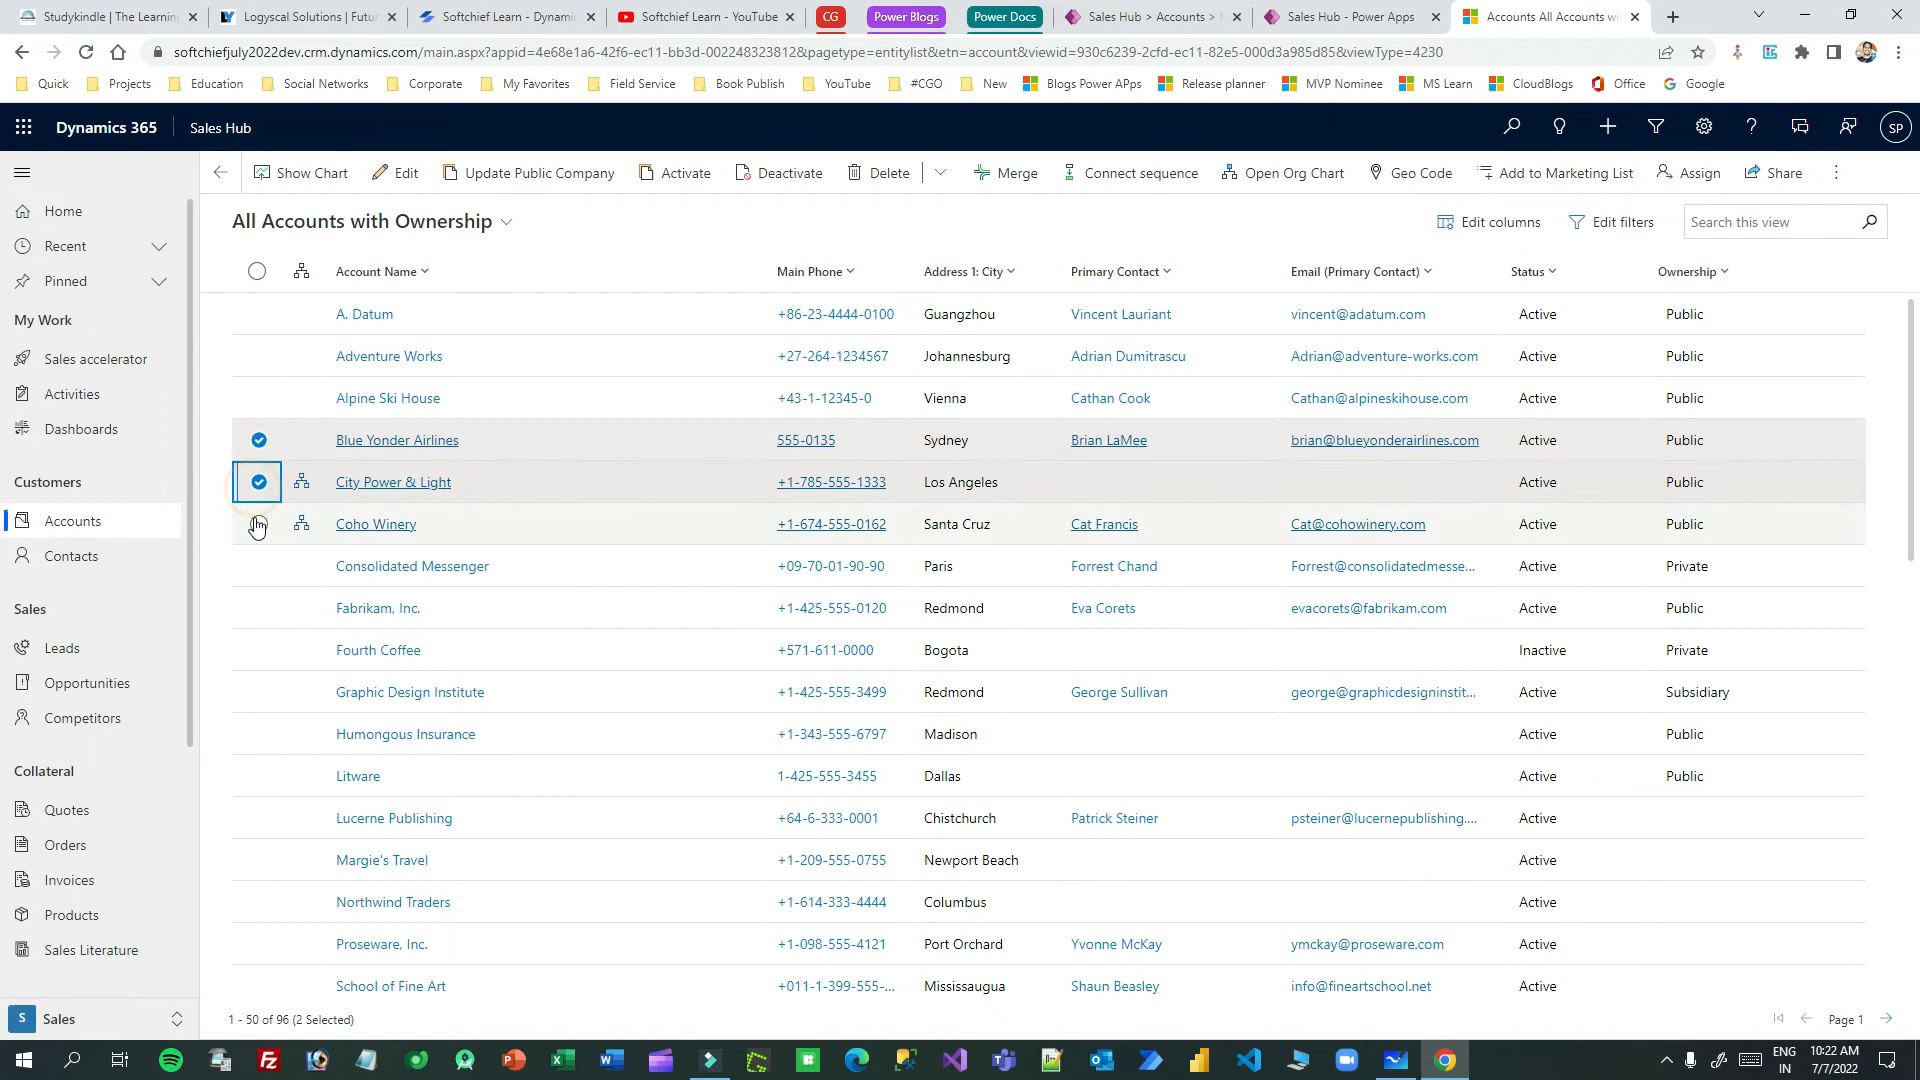 Studykindle | The Learning
Logyscal Solutions | Futur
Softchief Learn - Dynamic
Softchief Learn - YouTube
CG
Power Blogs
Power Docs
Sales Hub > Accounts >
Sales Hub - Power Apps
Accounts All Accounts wi
softchiefjuly2022dev.crm.dynamics.com/main.aspx?appid=4e68e1a6-42f6-ec11-bb3d-002248323812&pagetype=entitylist&etn=account&viewid=930c6239-2cfd-ec11-82e5-000d3a985d85&viewType=4230
Quick Projects Education Social Networks Corporate My Favorites Field Service Book Publish YouTube #CGO New Blogs Power APps Release planner MVP Nominee MS Learn CloudBlogs Office Google
Dynamics 365 Sales Hub SP
Show Chart Edit Update Public Company Activate Deactivate Delete Merge Connect sequence Open Org Chart Geo Code Add to Marketing List Assign Share
Home
Recent
Pinned
My Work
Sales accelerator
Activities
Dashboards
Customers
Accounts
Contacts
Sales
Leads
Opportunities
Competitors
Collateral
Quotes
Orders
Invoices
Products
Sales Literature
S Sales
All Accounts with Ownership Edit columns Edit filters Search this view
Account Name Main Phone Address 1: City Primary Contact Email (Primary Contact) Status Ownership
A. Datum +86-23-4444-0100 Guangzhou Vincent Lauriant vincent@adatum.com Active Public
Adventure Works +27-264-1234567 Johannesburg Adrian Dumitrascu Adrian@adventure-works.com Active Public
Alpine Ski House +43-1-12345-0 Vienna Cathan Cook Cathan@alpineskihouse.com Active Public
Blue Yonder Airlines 555-0135 Sydney Brian LaMee brian@blueyonderairlines.com Active Public
City Power & Light +1-785-555-1333 Los Angeles Active Public
Coho Winery +1-674-555-0162 Santa Cruz Cat Francis Cat@cohowinery.com Active Public
Consolidated Messenger +09-70-01-90-90 Paris Forrest Chand Forrest@consolidatedmesse... Active Private
Fabrikam, Inc. +1-425-555-0120 Redmond Eva Corets evacorets@fabrikam.com Active Public
Fourth Coffee +571-611-0000 Bogota Inactive Private
Graphic Design Institute +1-425-555-3499 Redmond George Sullivan george@graphicdesigninstit... Active Subsidiary
Humongous Insurance +1-343-555-6797 Madison Active Public
Litware 1-425-555-3455 Dallas Active Public
Lucerne Publishing +64-6-333-0001 Chistchurch Patrick Steiner psteiner@lucernepublishing.... Active
Margie's Travel +1-209-555-0755 Newport Beach Active
Northwind Traders +1-614-333-4444 Columbus Active
Proseware, Inc. +1-098-555-4121 Port Orchard Yvonne McKay ymckay@proseware.com Active
School of Fine Art +011-1-399-555-... Mississaugua Shaun Beasley info@fineartschool.net Active
1 - 50 of 96 (2 Selected) Page 1
ENG 10:22 AM
IN 7/7/2022